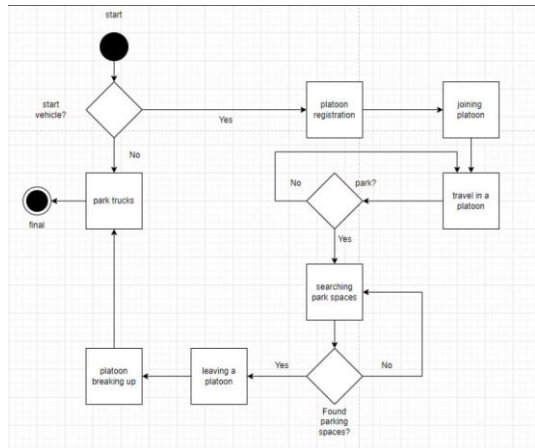 start
start
vehicle?
Yes
platoon
registration
joining
platoon
No
park trucks
final
No
park?
travel in a
platoon
Yes
searching
park spaces
platoon
breaking up
leaving a
platoon
Yes
No
Found
parking
spaces?